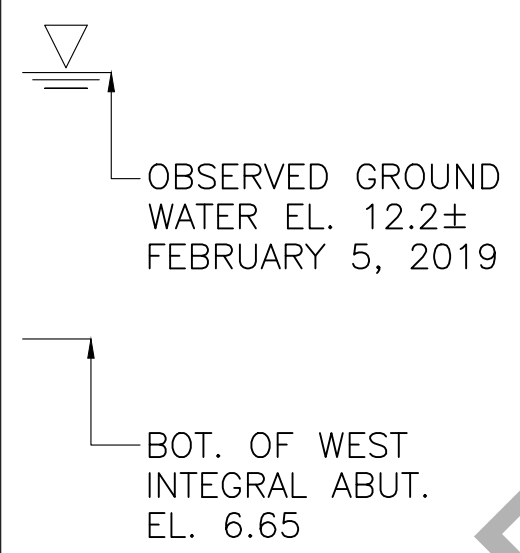 OBSERVED GROUND
WATER EL. 12.2±
FEBRUARY 5, 2019
BOT. OF WEST
INTEGRAL ABUT.
EL. 6.65